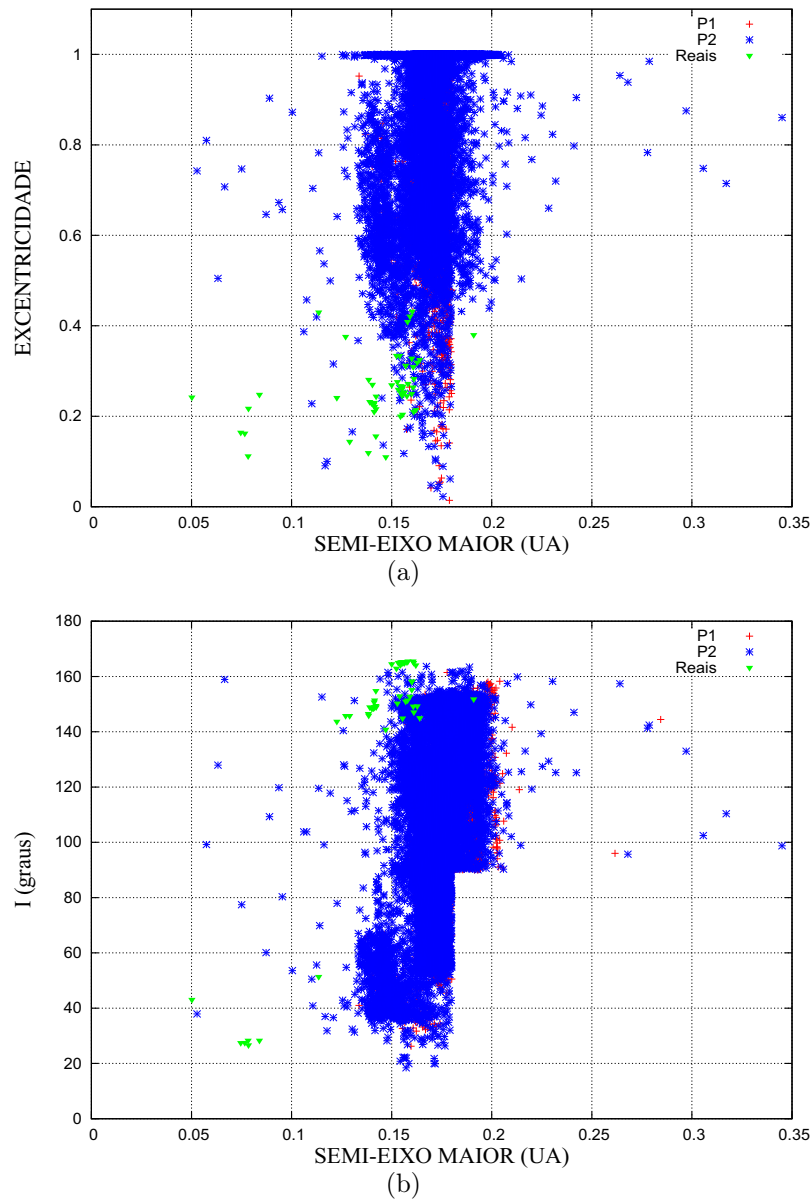 P1
P2
Reais
1
0.8
0.6
0.4
0.2
0
EXCENTRICIDADE
0 0.05 0.1 0.15 0.2 0.25 0.3 0.35
SEMI-EIXO MAIOR (UA)
(a)
P1
P2
Reais
180
160
140
120
100
80
60
40
20
0
I (graus)
0 0.05 0.1 0.15 0.2 0.25 0.3 0.35
SEMI-EIXO MAIOR (UA)
(b)